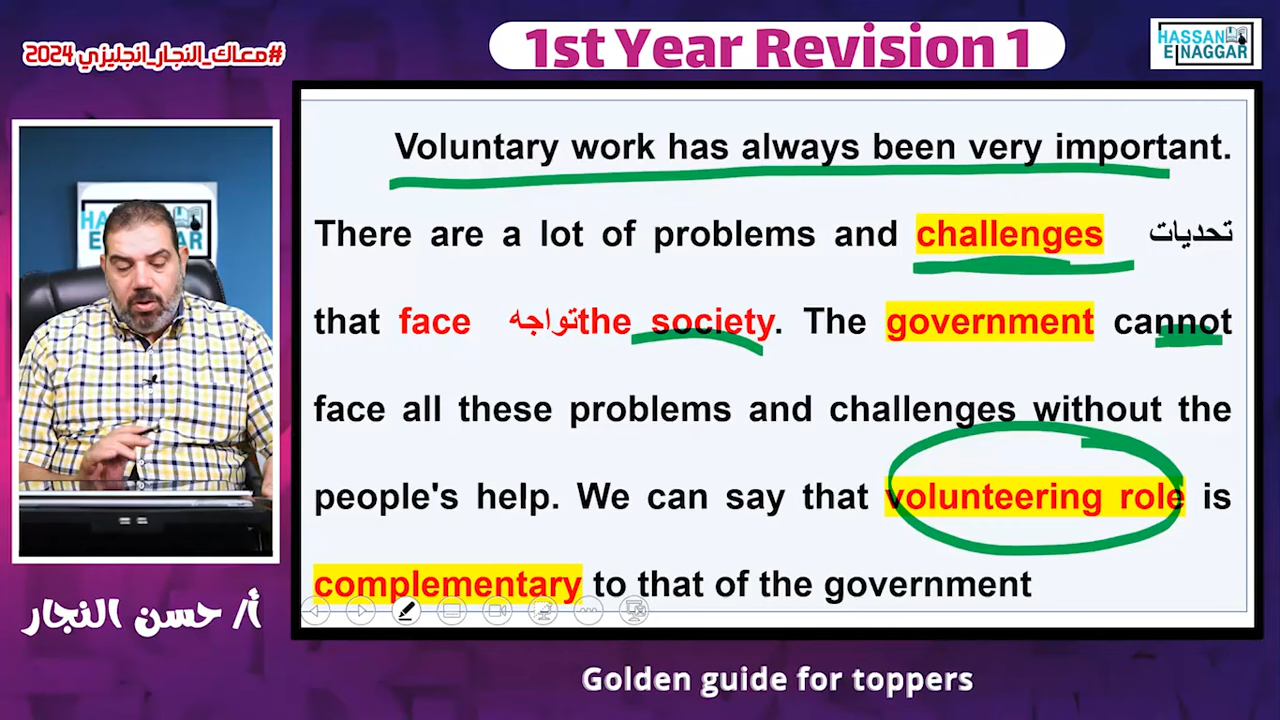 #معاك_النجار_انجليزي 2024
1st Year Revision 1
HASSAN
ElNAGGAR
Voluntary work has always been very important.
There are a lot of problems and challenges تحديات
that face تواجه the society. The government cannot
face all these problems and challenges without the
people's help. We can say that volunteering role is
complementary to that of the government
أ/ حسن النجار
Golden guide for toppers